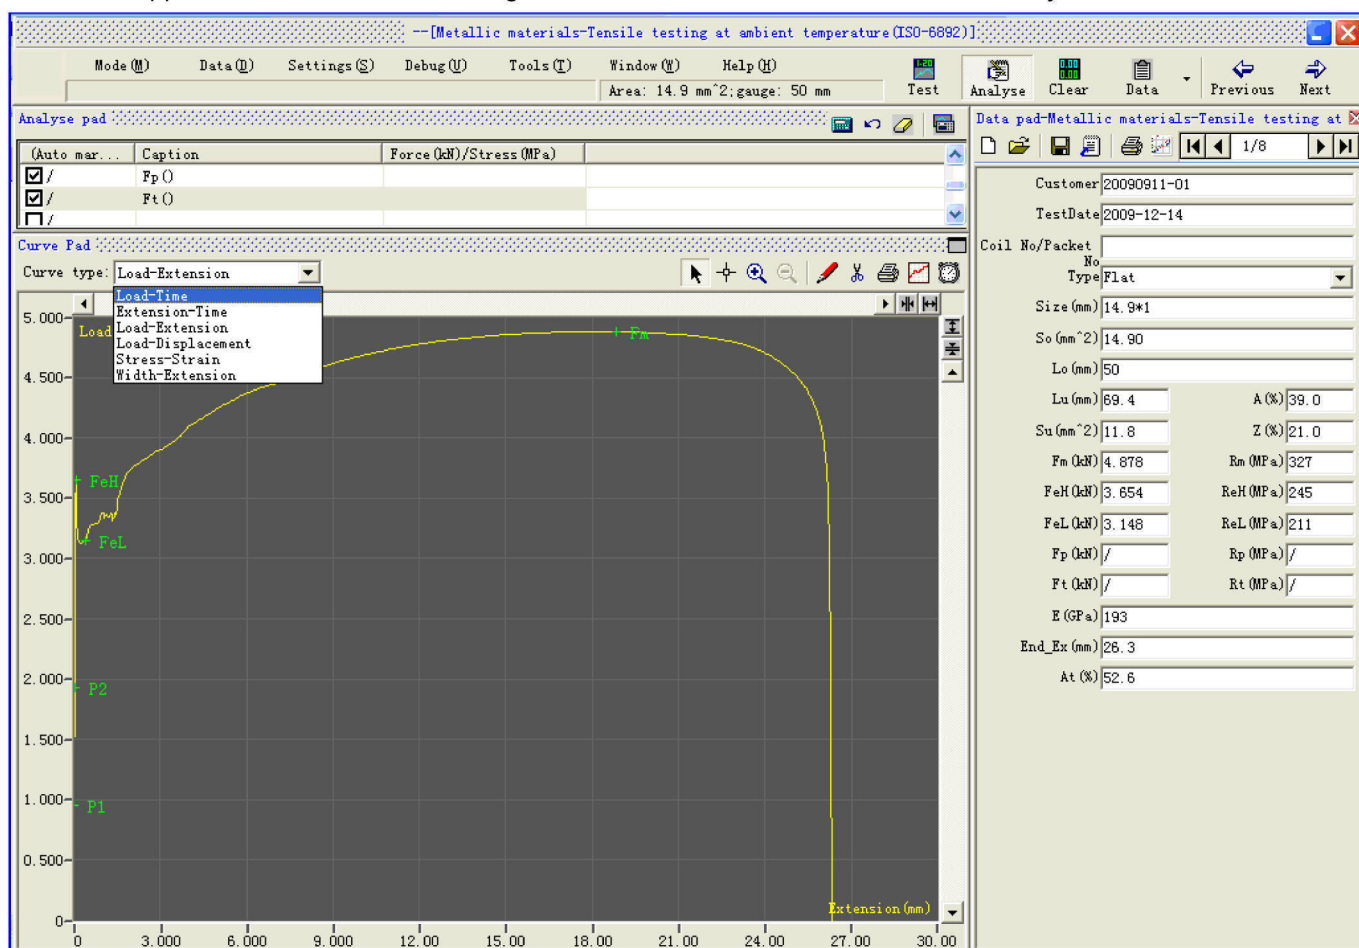 --[Metallic materials-Tensile testing at ambient temperature(ISO-6892)]
Mode(M) Data(D) Settings(S) Debug(U) Tools(T) Window(W) Help(H)
Area: 14.9 mm^2;gauge: 50 mm
Test Analyse Clear Data Previous Next
Analyse pad
(Auto mar... Caption Force(kN)/Stress(MPa)
/ Fp()
/ Ft()
/
Curve Pad
Curve type: Load-Extension
Load-Time
Extension-Time
Load-Extension
Load-Displacement
Stress-Strain
Width-Extension
Load
5.000
4.500
4.000
3.500
3.000
2.500
2.000
1.500
1.000
0.500
0
Fm
FeH
FeL
P2
P1
Extension(mm)
0 3.000 6.000 9.000 12.00 15.00 18.00 21.00 24.00 27.00 30.00
Data pad-Metallic materials-Tensile testing at
1/8
Customer 20090911-01
TestDate 2009-12-14
Coil No/Packet No
Type Flat
Size(mm) 14.9*1
So(mm^2) 14.90
Lo(mm) 50
Lu(mm) 69.4 A(%) 39.0
Su(mm^2) 11.8 Z(%) 21.0
Fm(kN) 4.878 Rm(MPa) 327
FeH(kN) 3.654 ReH(MPa) 245
FeL(kN) 3.148 ReL(MPa) 211
Fp(kN) / Rp(MPa) /
Ft(kN) / Rt(MPa) /
E(GPa) 193
End_Ex(mm) 26.3
At(%) 52.6